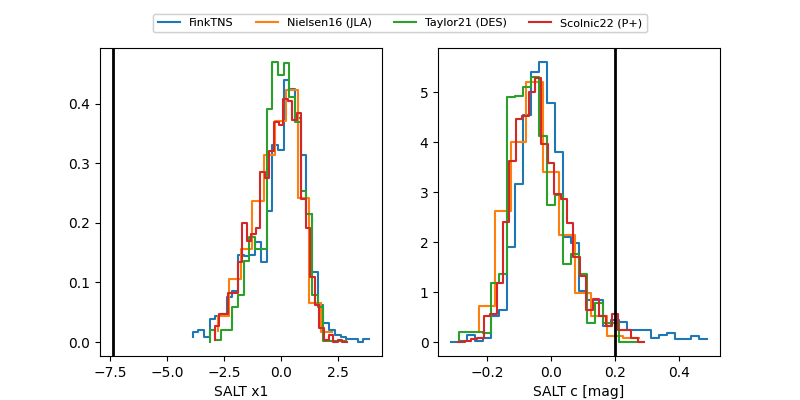 FinkTNS Nielsen16 (JLA) Taylor21 (DES) Scolnic22 (P+)
0.4
0.3
0.2
0.1
0.0
−7.5 −5.0 −2.5 0.0 2.5
SALT x1
5
4
3
2
1
0
−0.2 0.0 0.2 0.4
SALT c [mag]